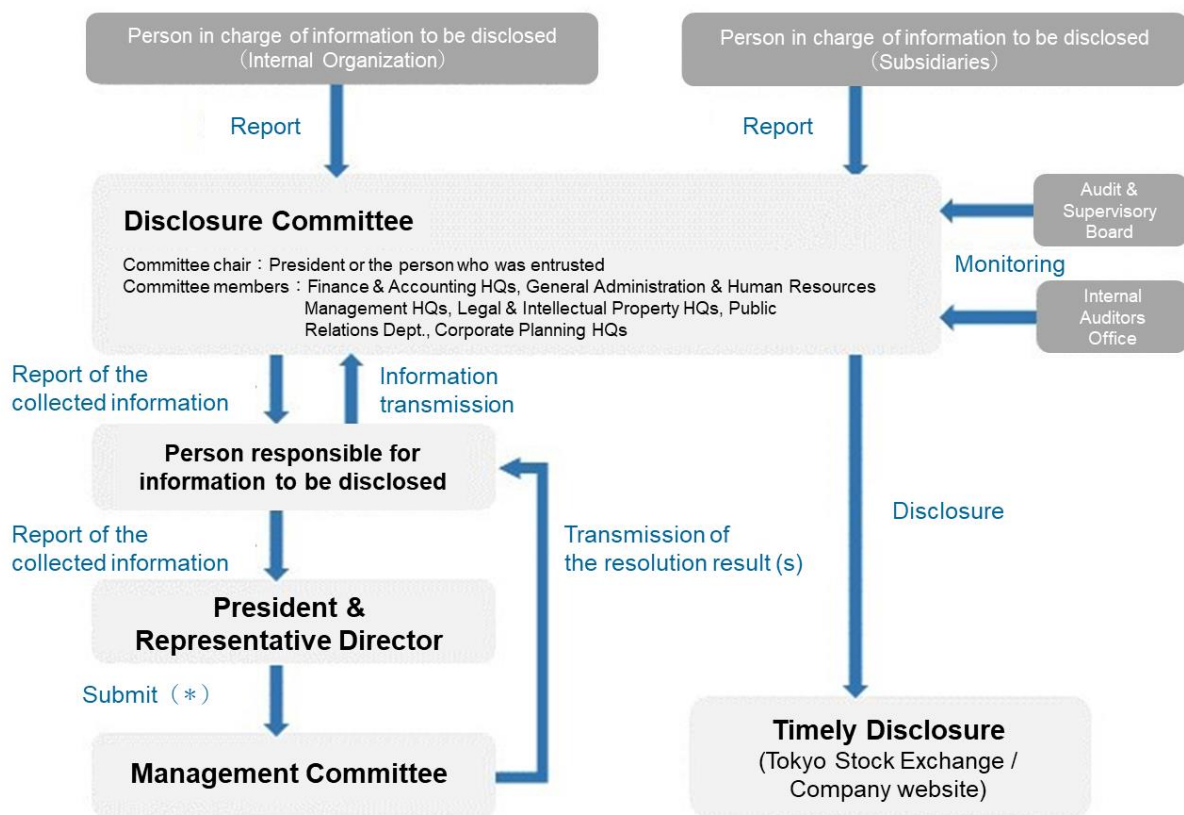 Person in charge of information to be disclosed
（Internal Organization）
Person in charge of information to be disclosed
（Subsidiaries）
Report
Report
Disclosure Committee
Committee chair：President or the person who was entrusted
Committee members：Finance & Accounting HQs, General Administration & Human Resources
Management HQs, Legal & Intellectual Property HQs, Public
Relations Dept., Corporate Planning HQs
Audit &
Supervisory
Board
Monitoring
Internal
Auditors
Office
Report of the
collected information
Information
transmission
Person responsible for
information to be disclosed
Report of the
collected information
Transmission of
the resolution result (s)
Disclosure
President &
Representative Director
Submit（＊）
Management Committee
Timely Disclosure
(Tokyo Stock Exchange /
Company website)